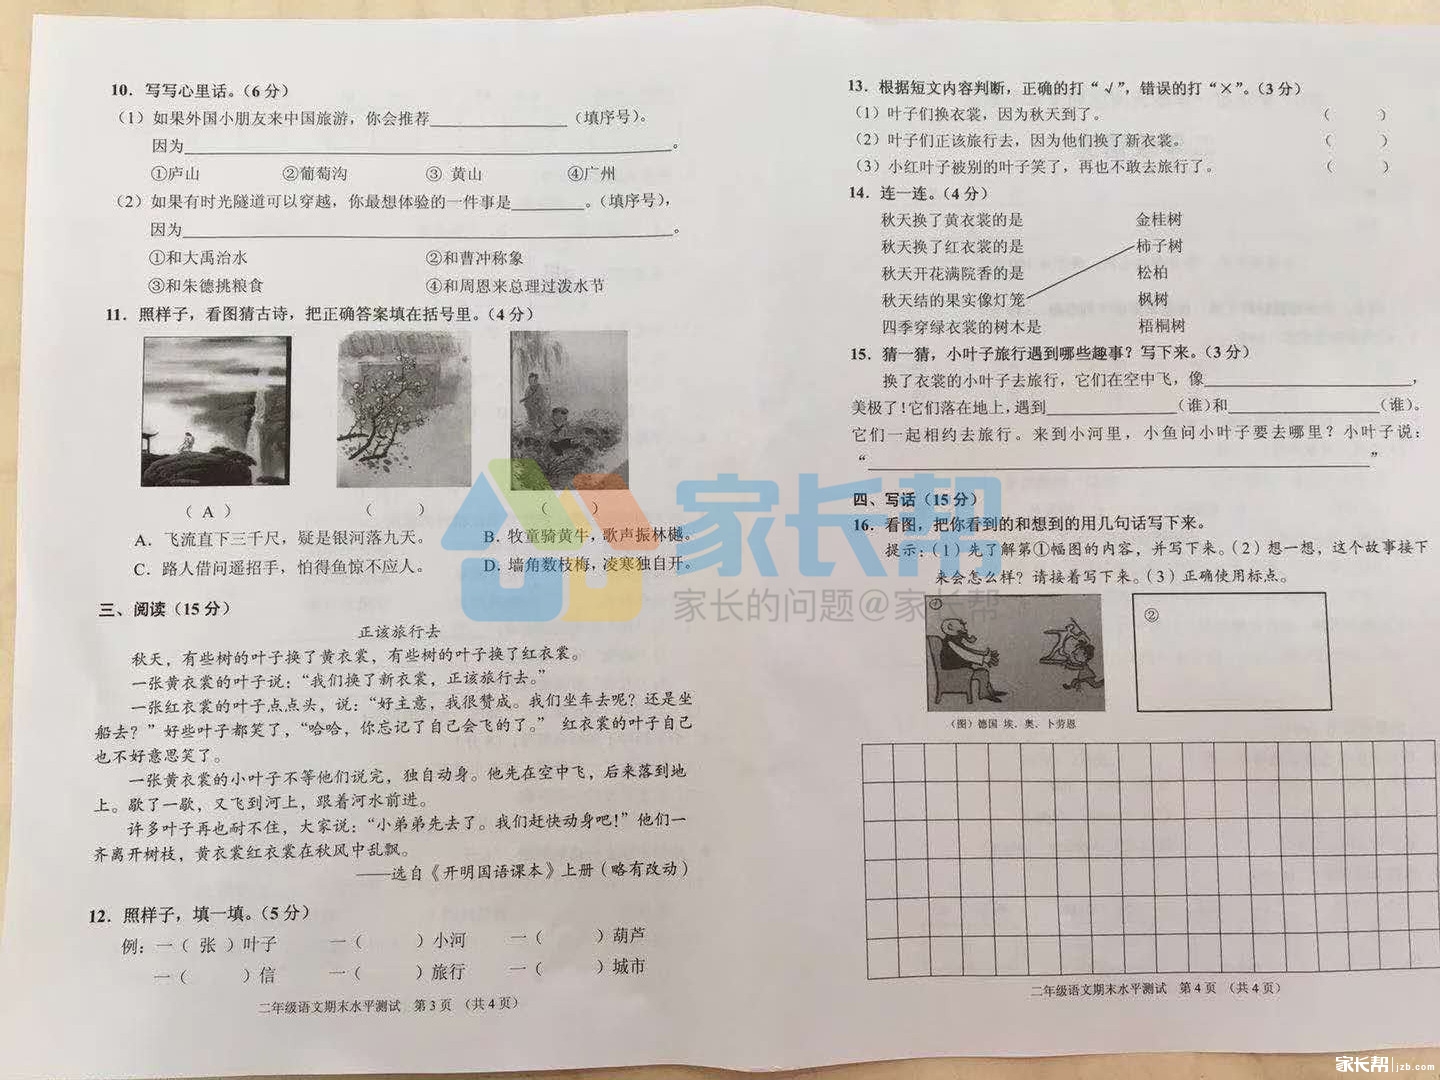 10．写写心里话。（6 分）
（1）如果外国小朋友来中国旅游，你会推荐（填序号）。
因为。
①庐山 ②葡萄沟 ③ 黄山 ④广州
（2）如果有时光隧道可以穿越，你最想体验的一件事是。（填序号），
因为。
①和大禹治水 ②和曹冲称象
③和朱德挑粮食 ④和周恩来总理过泼水节
11．照样子，看图猜古诗，把正确答案填在括号里。（4 分）
（ A ） （ ） （ ）
A．飞流直下三千尺，疑是银河落九天。 B．牧童骑黄牛，歌声振林樾。
C．路人借问遥招手，怕得鱼惊不应人。 D．墙角数枝梅，凌寒独自开。
三、阅读（15 分）
正该旅行去
秋天，有些树的叶子换了黄衣裳，有些树的叶子换了红衣裳。
一张黄衣裳的叶子说：“我们换了新衣裳，正该旅行去。”
一张红衣裳的叶子点点头，说：“好主意，我很赞成。我们坐车去呢？还是坐
船去？”好些叶子都笑了，“哈哈，你忘记了自己会飞的了。” 红衣裳的叶子自己
也不好意思笑了。
一张黄衣裳的小叶子不等他们说完，独自动身。他先在空中飞，后来落到地
上。歇了一歇，又飞到河上，跟着河水前进。
许多叶子再也耐不住，大家说：“小弟弟先去了。我们赶快动身吧！”他们一
齐离开树枝，黄衣裳红衣裳在秋风中乱飘。
——选自《开明国语课本》上册（略有改动）
12．照样子，填一填。（5 分）
例：一（ 张 ）叶子 一（ ）小河 一（ ）葫芦
一（ ）信 一（ ）旅行 一（ ）城市
二年级语文期末水平测试 第 3 页 （共 4 页）
13．根据短文内容判断，正确的打“√”，错误的打“×”。（3 分）
（1）叶子们换衣裳，因为秋天到了。 （ ）
（2）叶子们正该旅行去，因为他们换了新衣裳。 （ ）
（3）小红叶子被别的叶子笑了，再也不敢去旅行了。 （ ）
14．连一连。（4 分）
秋天换了黄衣裳的是 金桂树
秋天换了红衣裳的是 柿子树
秋天开花满院香的是 松柏
秋天结的果实像灯笼 枫树
四季穿绿衣裳的树木是 梧桐树
15．猜一猜，小叶子旅行遇到哪些趣事？写下来。（3 分）
换了衣裳的小叶子去旅行，它们在空中飞，像，
美极了！它们落在地上，遇到（谁）和（谁）。
它们一起相约去旅行。来到小河里，小鱼问小叶子要去哪里？小叶子说：
“ ”
四、写话（15 分）
16．看图，把你看到的和想到的用几句话写下来。
提示：（1）先了解第①幅图的内容，并写下来。（2）想一想，这个故事接下
来会怎么样？请接着写下来。（3）正确使用标点。
① ②
（图）德国 埃．奥．卜劳恩
二年级语文期末水平测试 第 4 页 （共 4 页）
家长帮
家长的问题@家长帮
家长帮 jzb.com